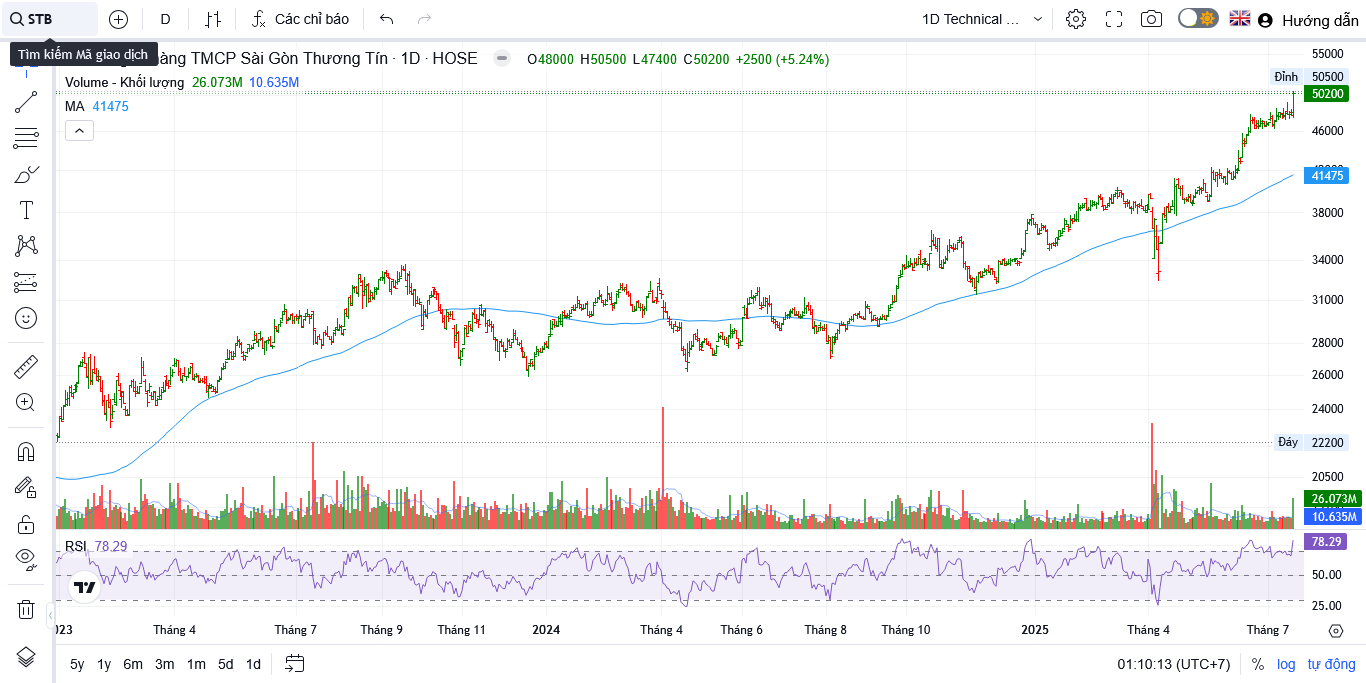 STB D Các chỉ báo 1D Technical ... Hướng dẫn
Tìm kiếm Mã giao dịch
àng TMCP Sài Gòn Thương Tín · 1D · HOSE O48000 H50500 L47400 C50200 +2500 (+5.24%)
Volume - Khối lượng 26.073M 10.635M
MA 41475
55000
Đỉnh 50500
50200
46000
41475
38000
34000
31000
28000
26000
24000
Đáy 22200
20500
26.073M
10.635M
RSI 78.29
78.29
50.00
25.00
023 Tháng 4 Tháng 7 Tháng 9 Tháng 11 2024 Tháng 4 Tháng 6 Tháng 8 Tháng 10 2025 Tháng 4 Tháng 7
5y 1y 6m 3m 1m 5d 1d 01:10:13 (UTC+7) % log tự động